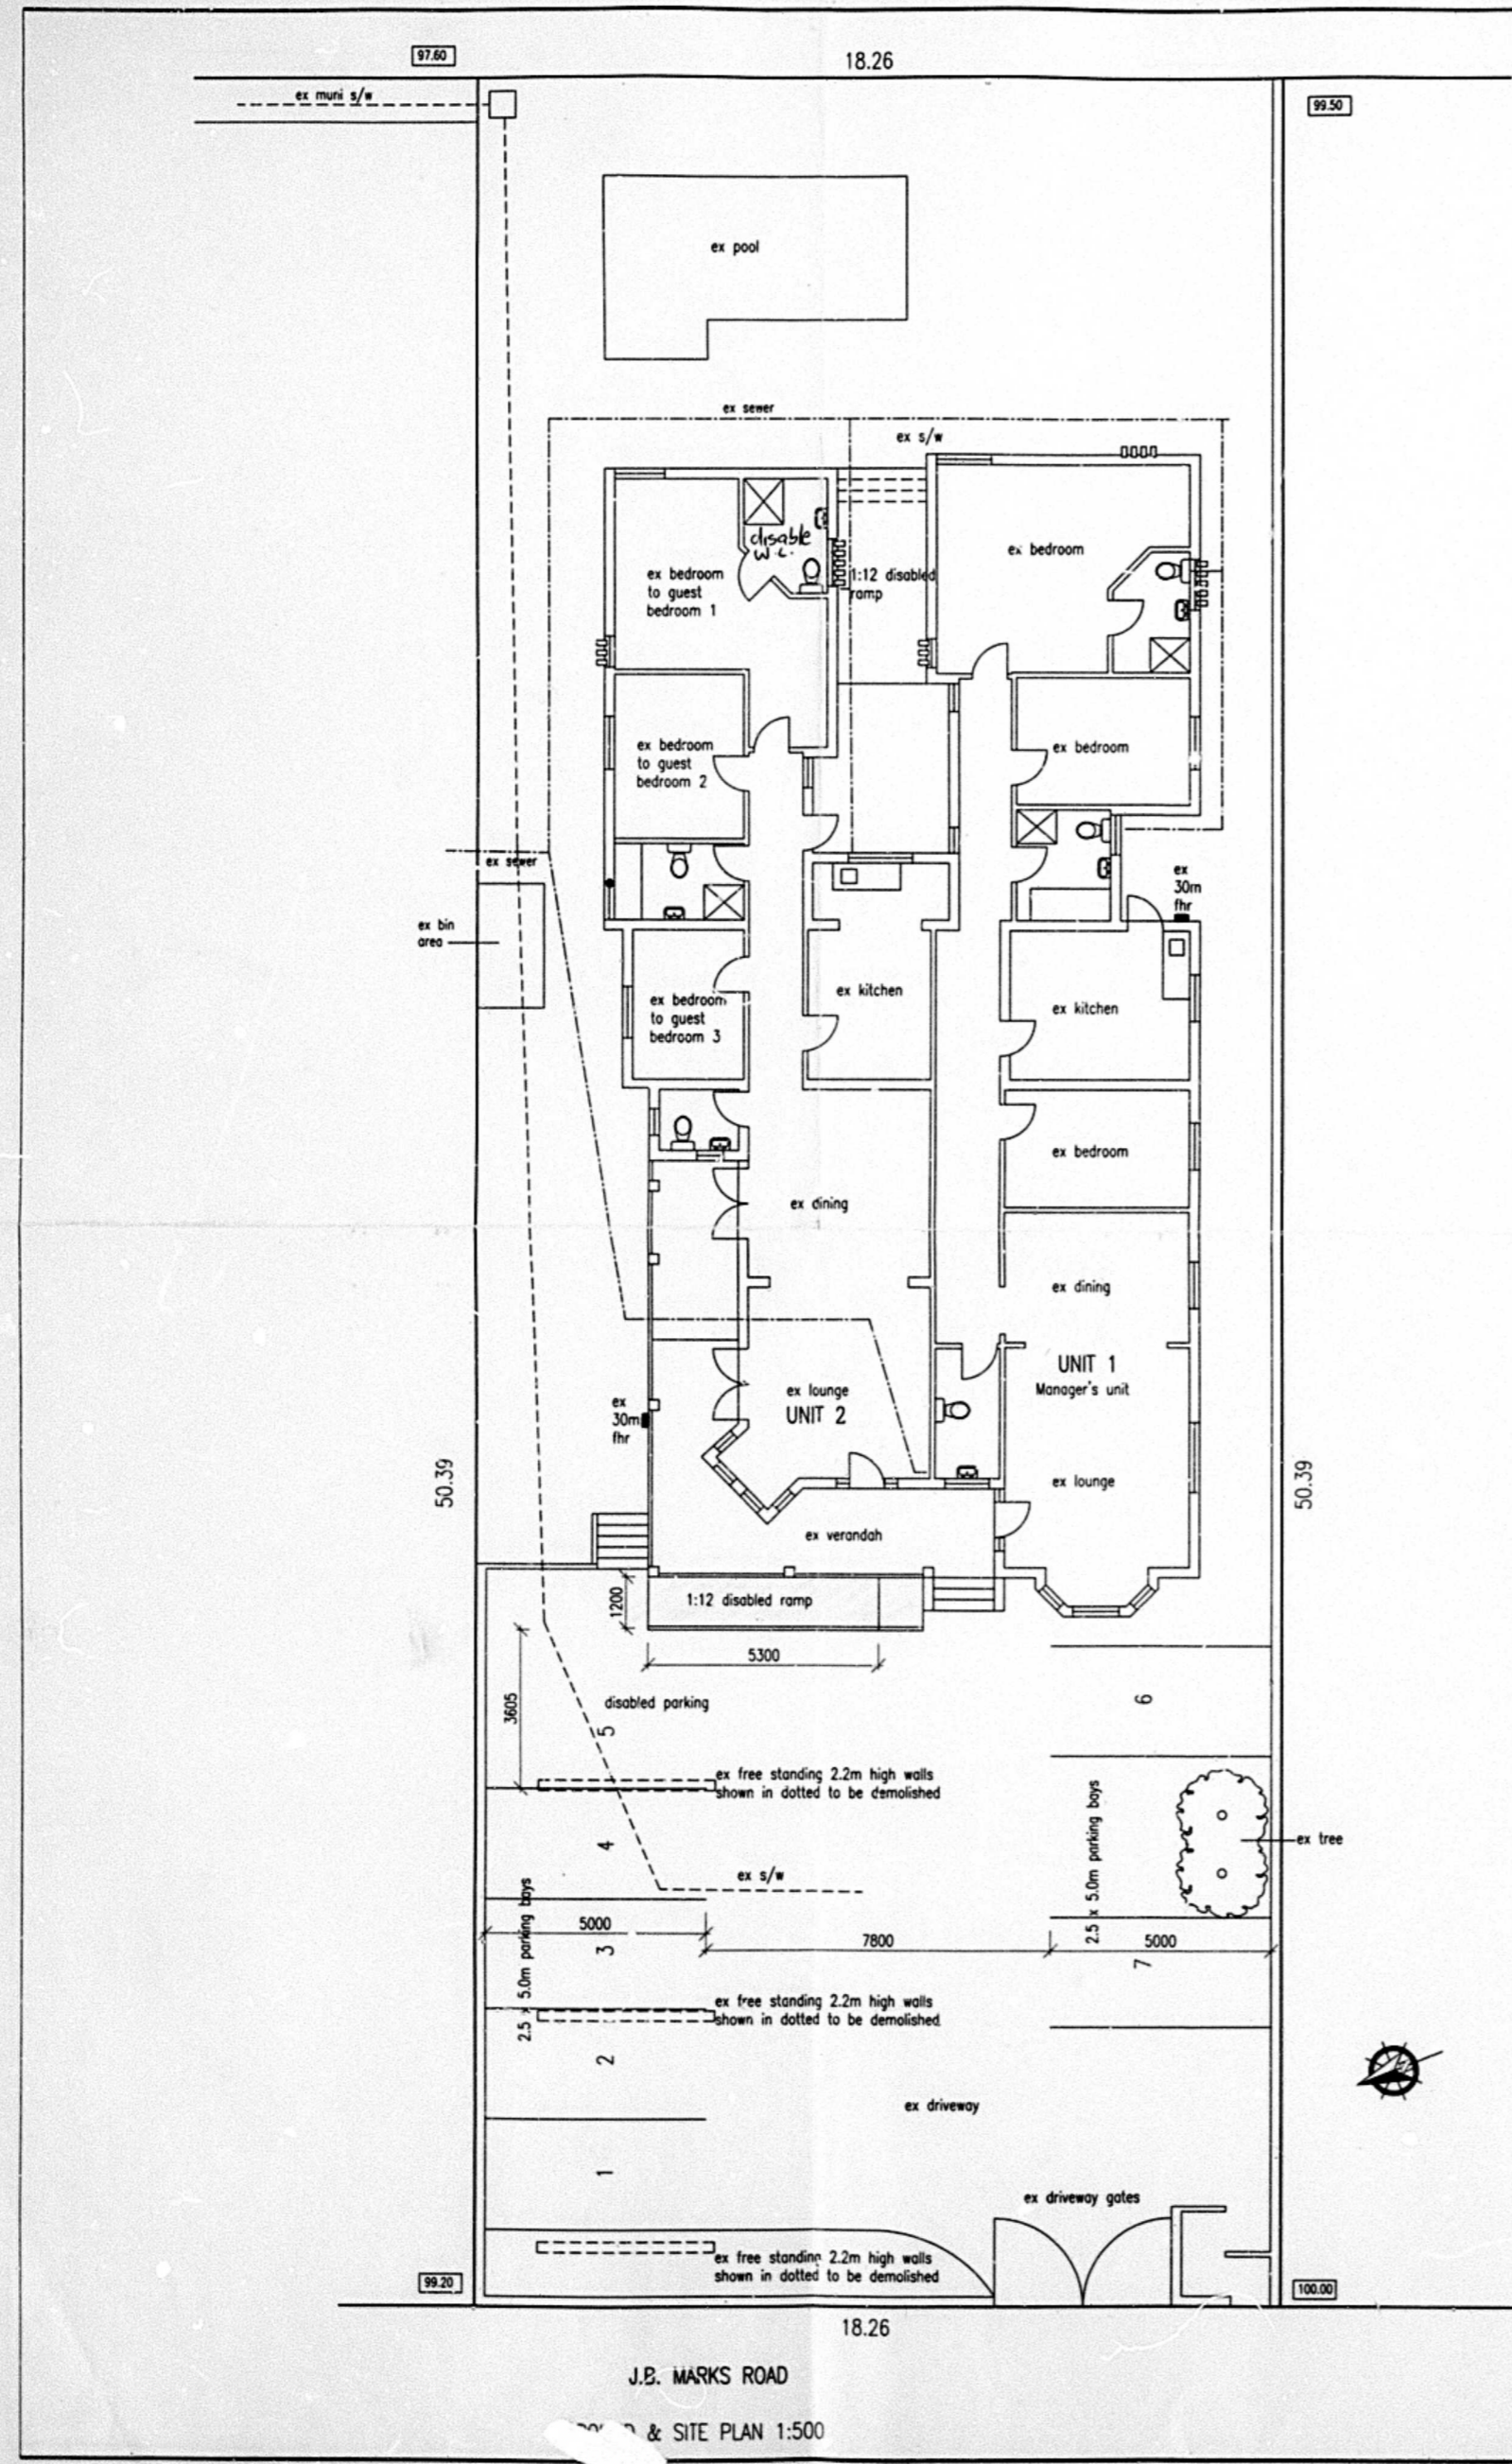 97.60
18.26
ex muni s/w
99.50
ex pool
ex sewer
ex s/w
disable
w.c.
ex bedroom
1:12 disabled
ramp
ex bedroom
to guest
bedroom 1
ex bedroom
to guest
bedroom 2
ex bedroom
ex sewer
ex
30m
fhr
ex bin
area
ex kitchen
ex bedroom
to guest
bedroom 3
ex kitchen
ex bedroom
ex dining
ex dining
UNIT 1
Manager's unit
ex lounge
UNIT 2
ex
30m
fhr
50.39
50.39
ex lounge
ex verandah
1200
1:12 disabled ramp
5300
3605
disabled parking
5
6
ex free standing 2.2m high walls
shown in dotted to be demolished
4
2.5 x 5.0m parking bays
ex tree
ex s/w
5000
7800
5000
3
7
2.5 x 5.0m parking bays
ex free standing 2.2m high walls
shown in dotted to be demolished
2
ex driveway
1
ex driveway gates
ex free standing 2.2m high walls
shown in dotted to be demolished
99.20
100.00
18.26
J.B. MARKS ROAD
& SITE PLAN 1:500